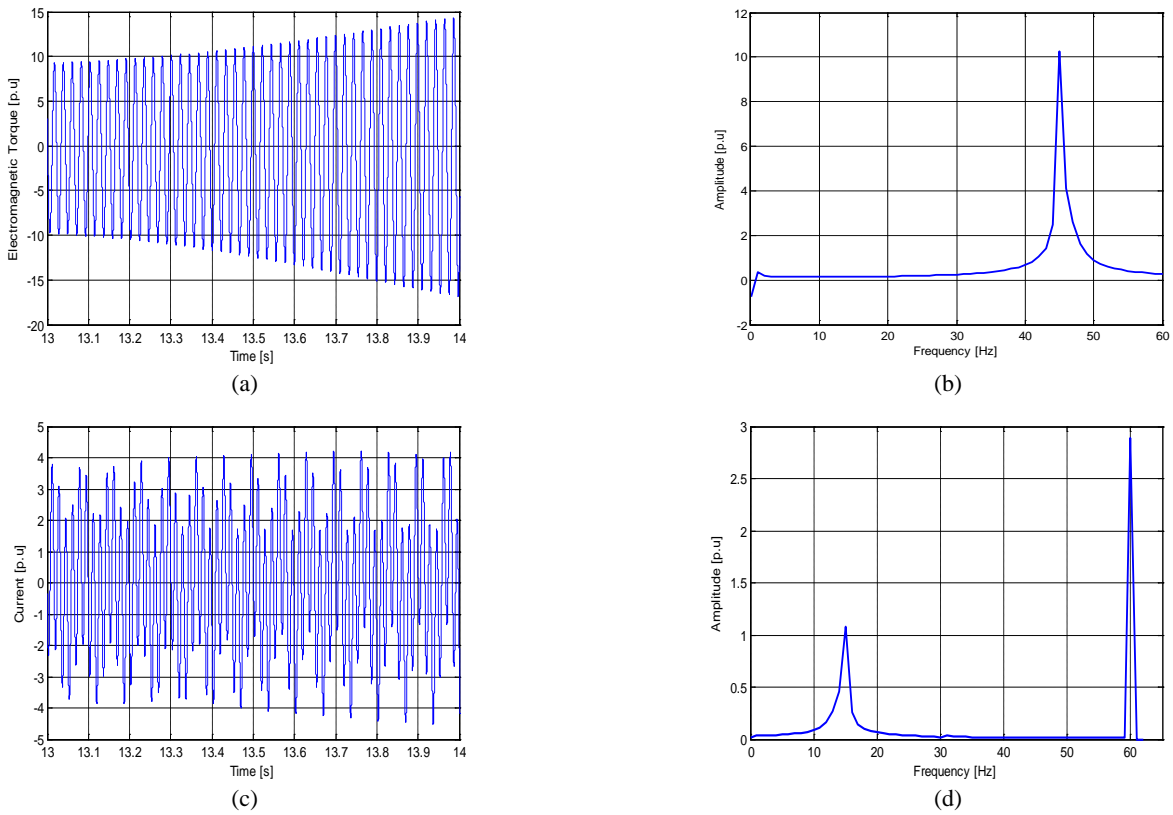 15
10
5
0
-5
-10
-15
-20
Electromagnetic Torque [p.u]
13 13.1 13.2 13.3 13.4 13.5 13.6 13.7 13.8 13.9 14
Time [s]
(a)
12
10
8
6
4
2
0
-2
Amplitude [p.u]
0 10 20 30 40 50 60
Frequency [Hz]
(b)
5
4
3
2
1
0
-1
-2
-3
-4
-5
Current [p.u]
13 13.1 13.2 13.3 13.4 13.5 13.6 13.7 13.8 13.9 14
Time [s]
(c)
3
2.5
2
1.5
1
0.5
0
Amplitude [p.u]
0 10 20 30 40 50 60
Frequency [Hz]
(d)